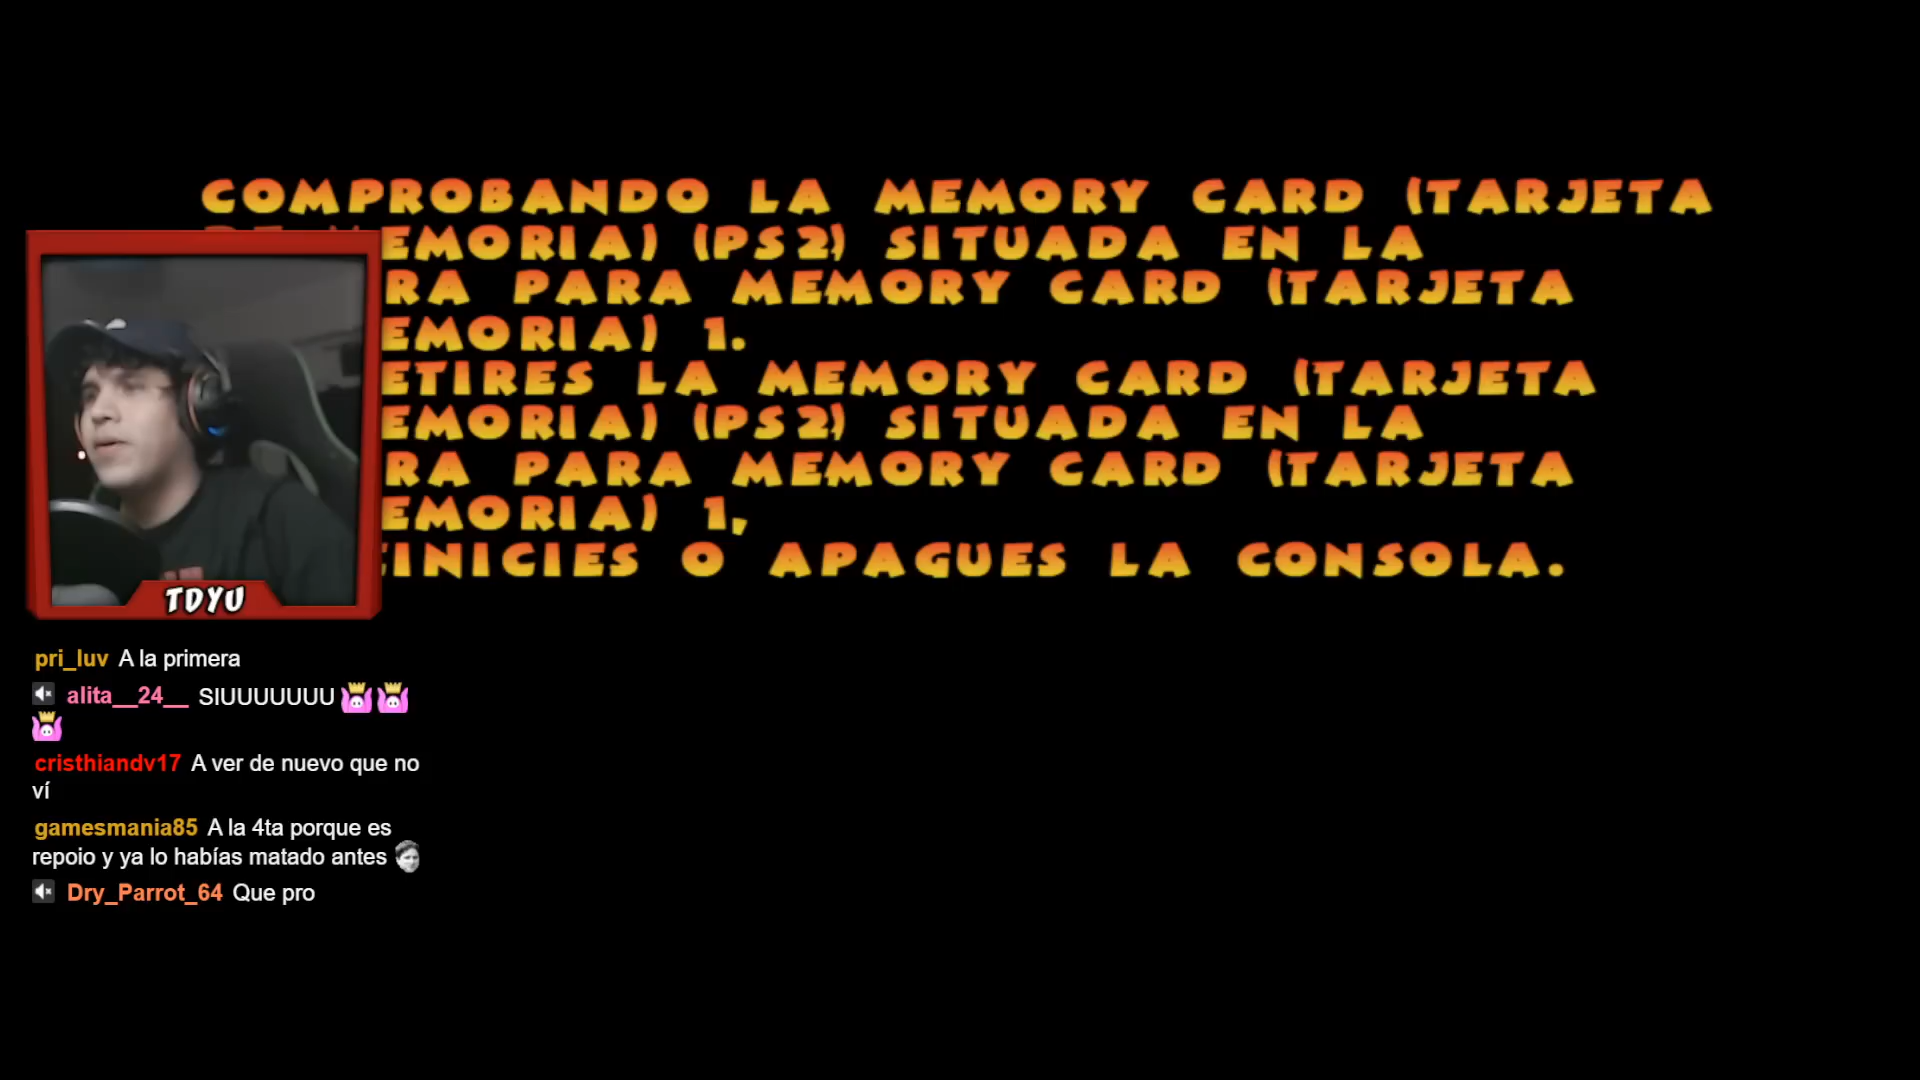 COMPROBANDO LA MEMORY CARD (TARJETA
EMORIA) (PS2) SITUADA EN LA
RA PARA MEMORY CARD (TARJETA
EMORIA) 1.
ETIRES LA MEMORY CARD (TARJETA
EMORIA) (PS2) SITUADA EN LA
RA PARA MEMORY CARD (TARJETA
EMORIA) 1,
EINICIES O APAGUES LA CONSOLA.
TDYU
pri_luv A la primera
alita__24__ SIUUUUUUU
cristhiandv17 A ver de nuevo que no
ví
gamesmania85 A la 4ta porque es
repoio y ya lo habías matado antes
Dry_Parrot_64 Que pro